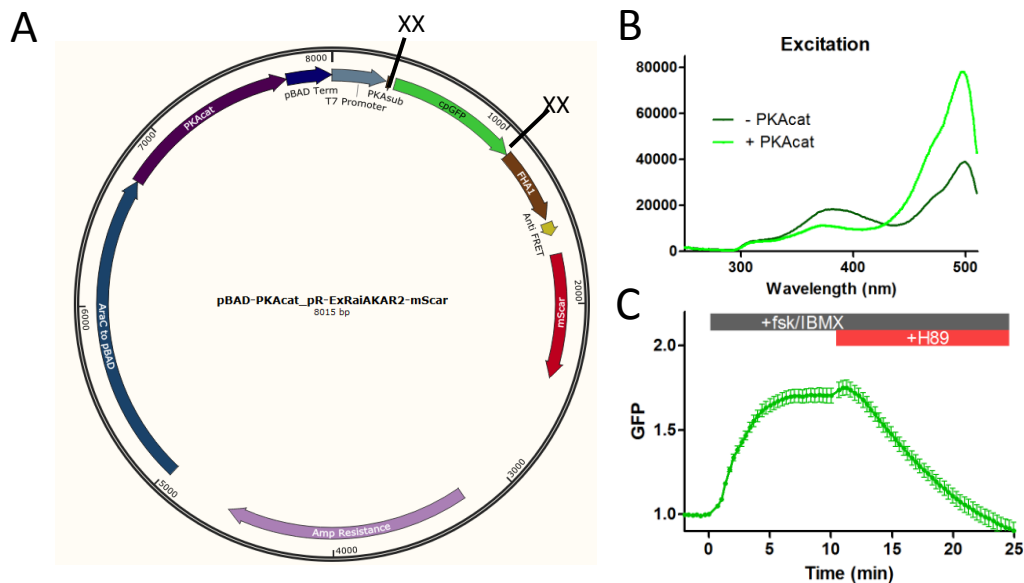 A
XX
XX
8000
pBAD Term
T7 Promoter
PKAsub
cpGFP
1000
FHA1
Anti FRET
2000
mScar
3000
Amp Resistance
4000
5000
AraC to pBAD
6000
PKAcat
7000
pBAD-PKAcat_pR-ExRaiAKAR2-mScar
8015 bp
B
Excitation
80000
60000
40000
20000
0
- PKAcat
+ PKAcat
300
400
500
Wavelength (nm)
C
+fsk/IBMX
+H89
2.0
1.5
1.0
GFP
0
5
10
15
20
25
Time (min)